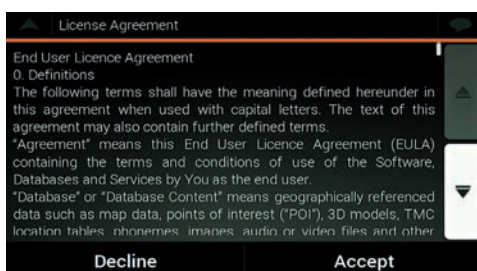 License Agreement
End User Licence Agreement
0. Definitions
The following terms shall have the meaning defined hereunder in
this agreement when used with capital letters. The text of this
agreement may also contain further defined terms.
"Agreement" means this End User Licence Agreement (EULA)
containing the terms and conditions of use of the Software,
Databases and Services by You as the end user.
"Database" or "Database Content" means geographically referenced
data such as map data, points of interest ("POI"), 3D models, TMC
location tables, phonemes, images, audio or video files and other
Decline Accept